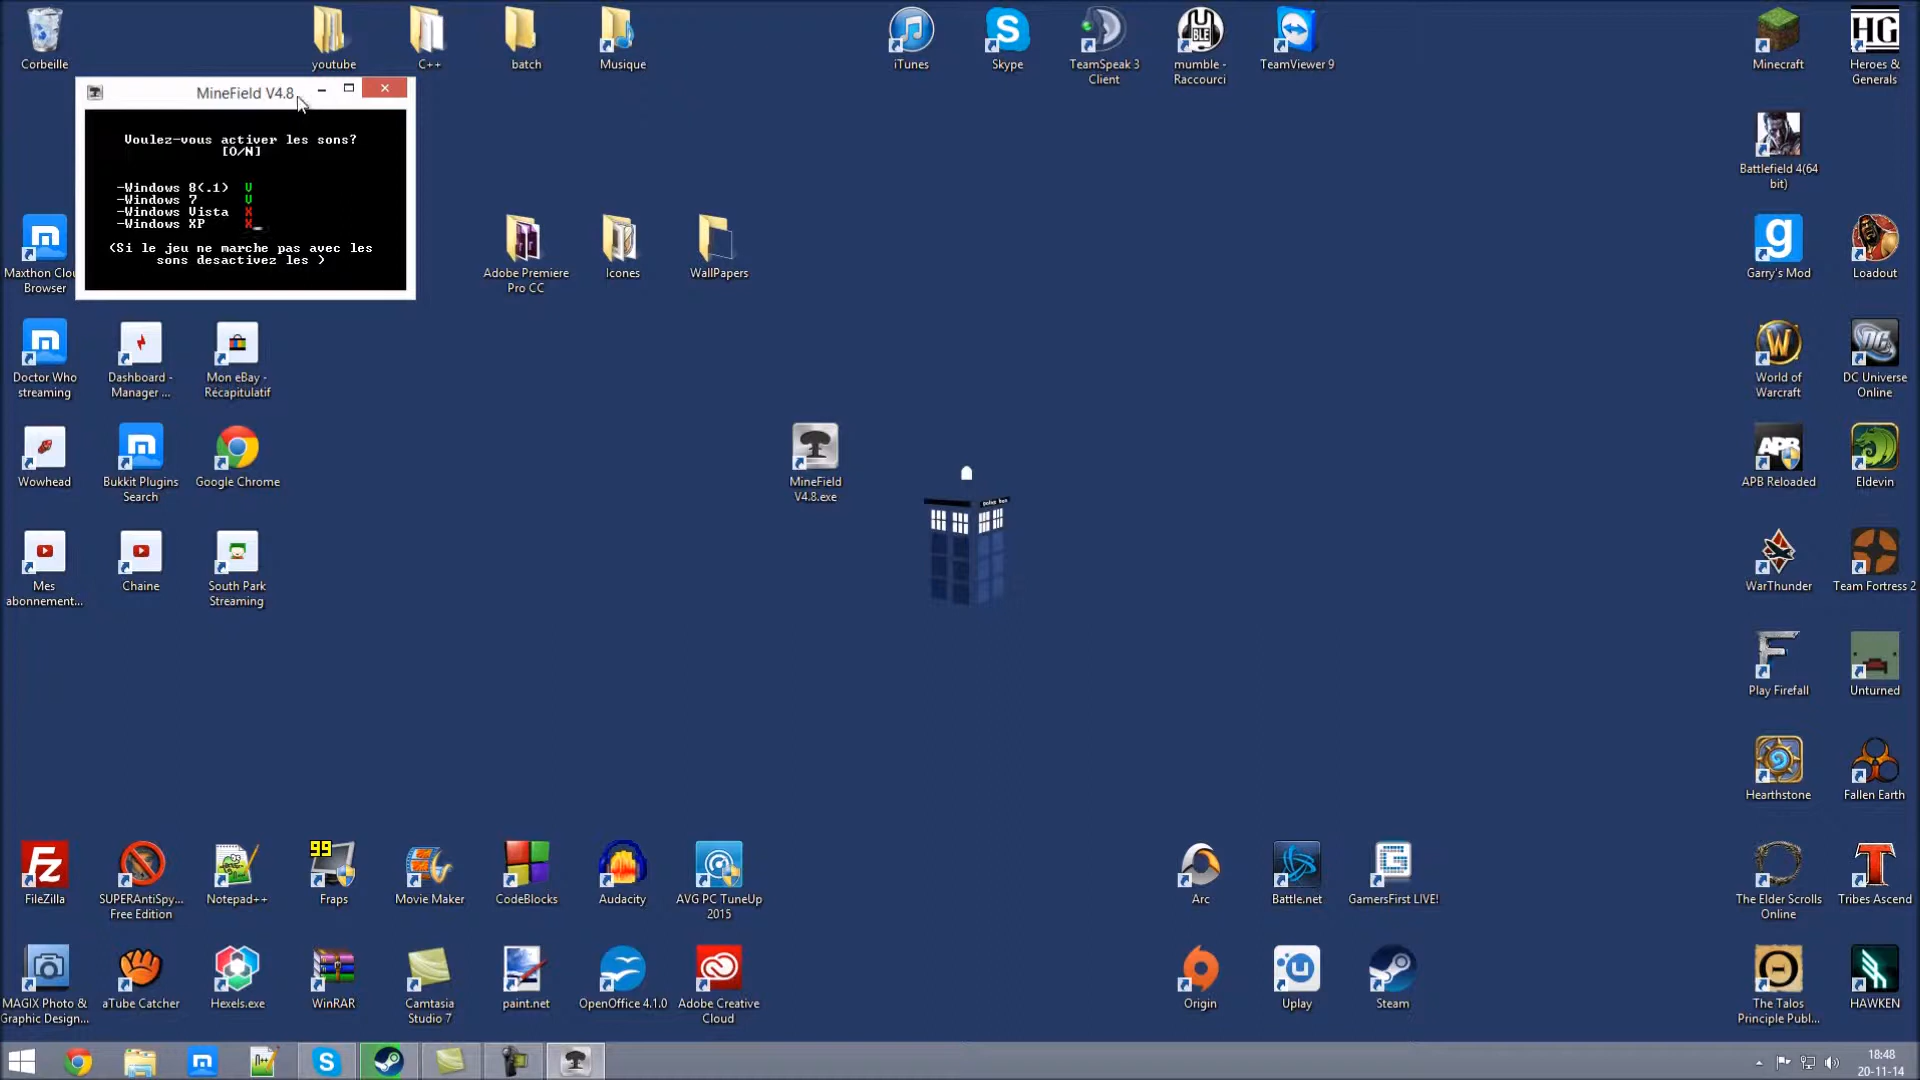 Corbeille
youtube
C++
batch
Musique
iTunes
Skype
TeamSpeak 3
Client
mumble -
Raccourci
TeamViewer 9
Minecraft
HG
Heroes &
Generals
MineField V4.8
Voulez-vous activer les sons?
[O/N]
-Windows 8(.1) V
-Windows 7 V
-Windows Vista X
-Windows XP X
(Si le jeu ne marche pas avec les
sons desactivez les )
Battlefield 4(64
bit)
Maxthon Clou
Browser
Adobe Premiere
Pro CC
Icones
WallPapers
Garry's Mod
Loadout
Doctor Who
streaming
Dashboard -
Manager ...
Mon eBay -
Récapitulatif
World of
Warcraft
DC Universe
Online
Wowhead
Bukkit Plugins
Search
Google Chrome
MineField
V4.8.exe
APB Reloaded
Eldevin
Mes
abonnement...
Chaine
South Park
Streaming
WarThunder
Team Fortress 2
Play Firefall
Unturned
Hearthstone
Fallen Earth
FileZilla
SUPERAntiSpy...
Free Edition
Notepad++
99
Fraps
Movie Maker
CodeBlocks
Audacity
AVG PC TuneUp
2015
Arc
Battle.net
GamersFirst LIVE!
The Elder Scrolls
Online
Tribes Ascend
MAGIX Photo &
Graphic Design...
aTube Catcher
Hexels.exe
WinRAR
Camtasia
Studio 7
paint.net
OpenOffice 4.1.0
Adobe Creative
Cloud
Origin
Uplay
Steam
The Talos
Principle Publ...
HAWKEN
18:48
20-11-14